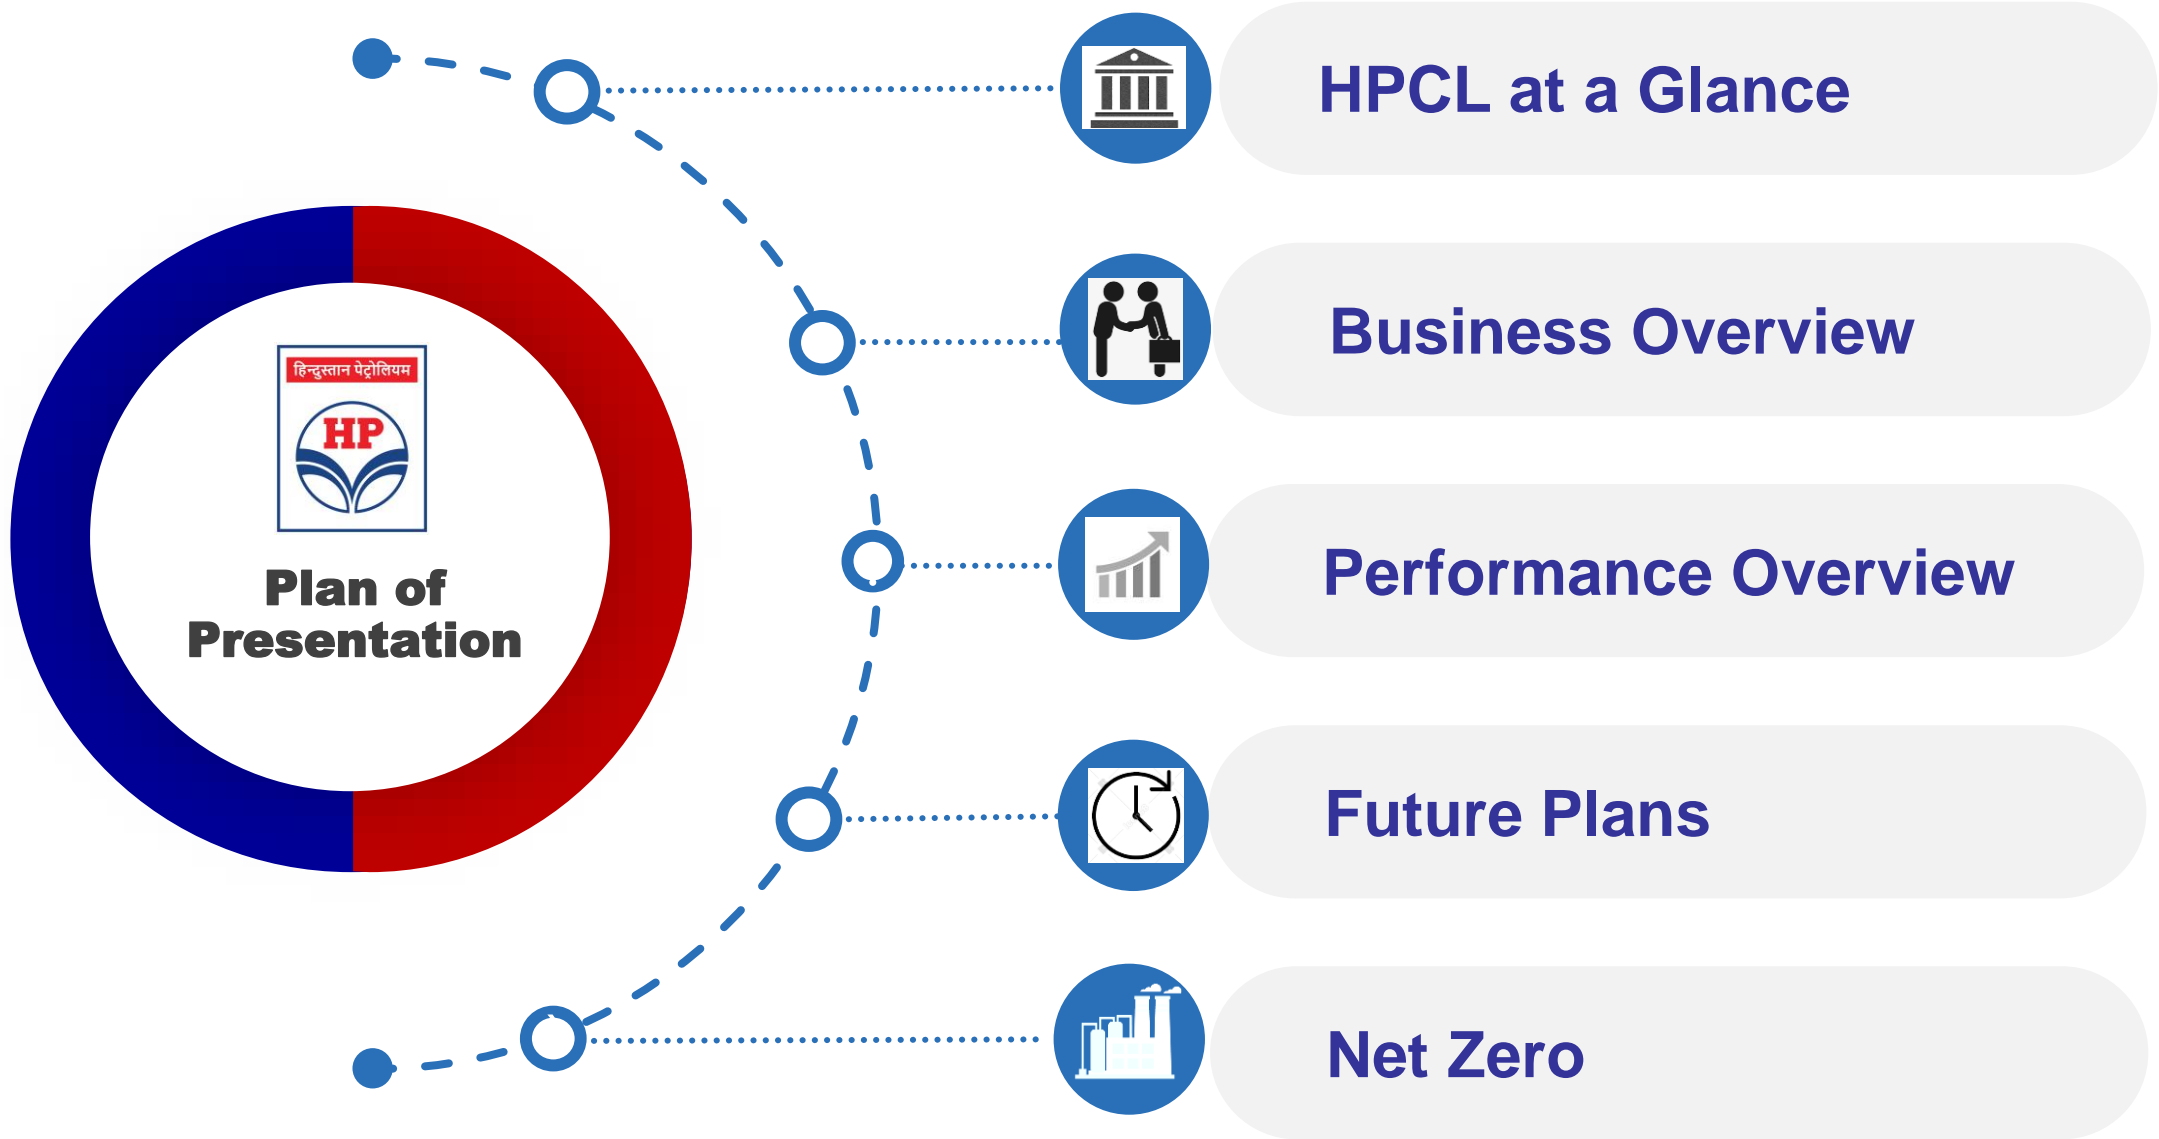 हिन्दुस्तान पेट्रोलियम
HP
Plan of
Presentation
HPCL at a Glance
Business Overview
Performance Overview
Future Plans
Net Zero